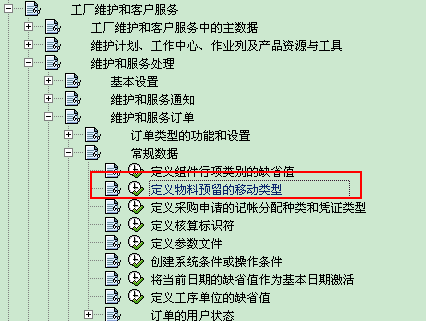 工厂维护和客户服务
工厂维护和客户服务中的主数据
维护计划、工作中心、作业列及产品资源与工具
维护和服务处理
基本设置
维护和服务通知
维护和服务订单
订单类型的功能和设置
常规数据
定义组件行项类别的缺省值
定义物料预留的移动类型
定义采购申请的记帐分配种类和凭证类型
定义核算标识符
定义参数文件
创建系统条件或操作条件
将当前日期的缺省值作为基本日期激活
定义工序单位的缺省值
订单的用户状态